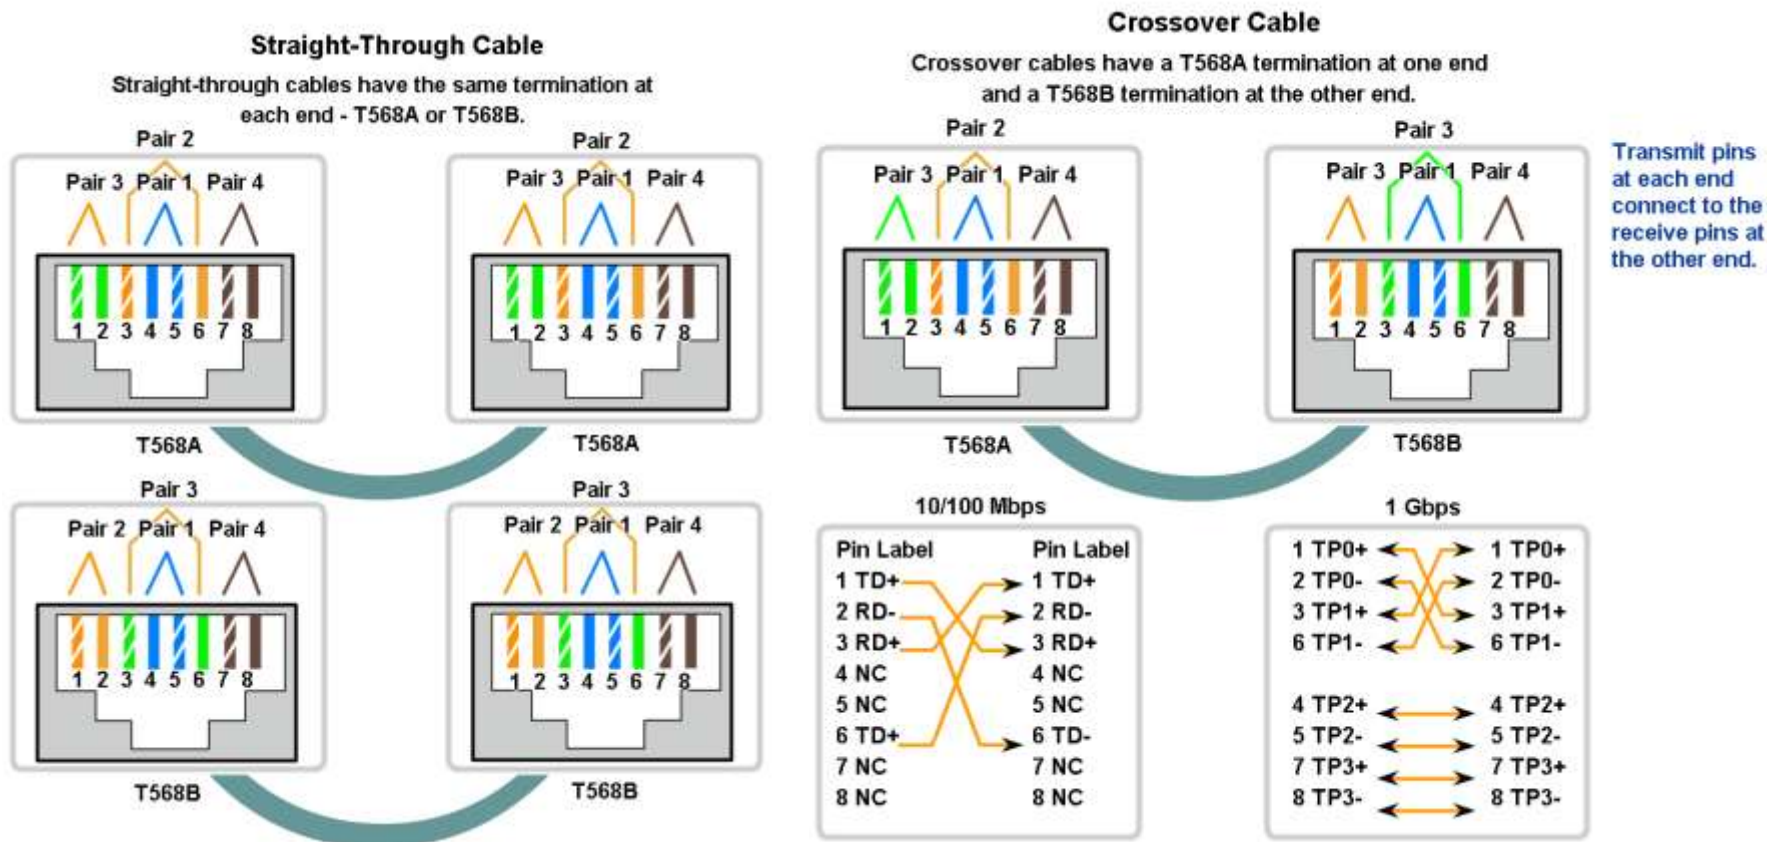 Straight-Through Cable
Straight-through cables have the same termination at
each end - T568A or T568B.
Pair 2
Pair 3 Pair 1 Pair 4
1 2 3 4 5 6 7 8
T568A
Pair 2
Pair 3 Pair 1 Pair 4
1 2 3 4 5 6 7 8
T568A
Pair 3
Pair 2 Pair 1 Pair 4
1 2 3 4 5 6 7 8
T568B
Pair 3
Pair 2 Pair 1 Pair 4
1 2 3 4 5 6 7 8
T568B
Crossover Cable
Crossover cables have a T568A termination at one end
and a T568B termination at the other end.
Pair 2
Pair 3 Pair 1 Pair 4
1 2 3 4 5 6 7 8
T568A
Pair 3
Pair 3 Pair 1 Pair 4
1 2 3 4 5 6 7 8
T568B
Transmit pins
at each end
connect to the
receive pins at
the other end.
10/100 Mbps
Pin Label Pin Label
1 TD+ 1 TD+
2 RD- 2 RD-
3 RD+ 3 RD+
4 NC 4 NC
5 NC 5 NC
6 TD+ 6 TD-
7 NC 7 NC
8 NC 8 NC
1 Gbps
1 TP0+ 1 TP0+
2 TP0- 2 TP0-
3 TP1+ 3 TP1+
6 TP1- 6 TP1-
4 TP2+ 4 TP2+
5 TP2- 5 TP2-
7 TP3+ 7 TP3+
8 TP3- 8 TP3-